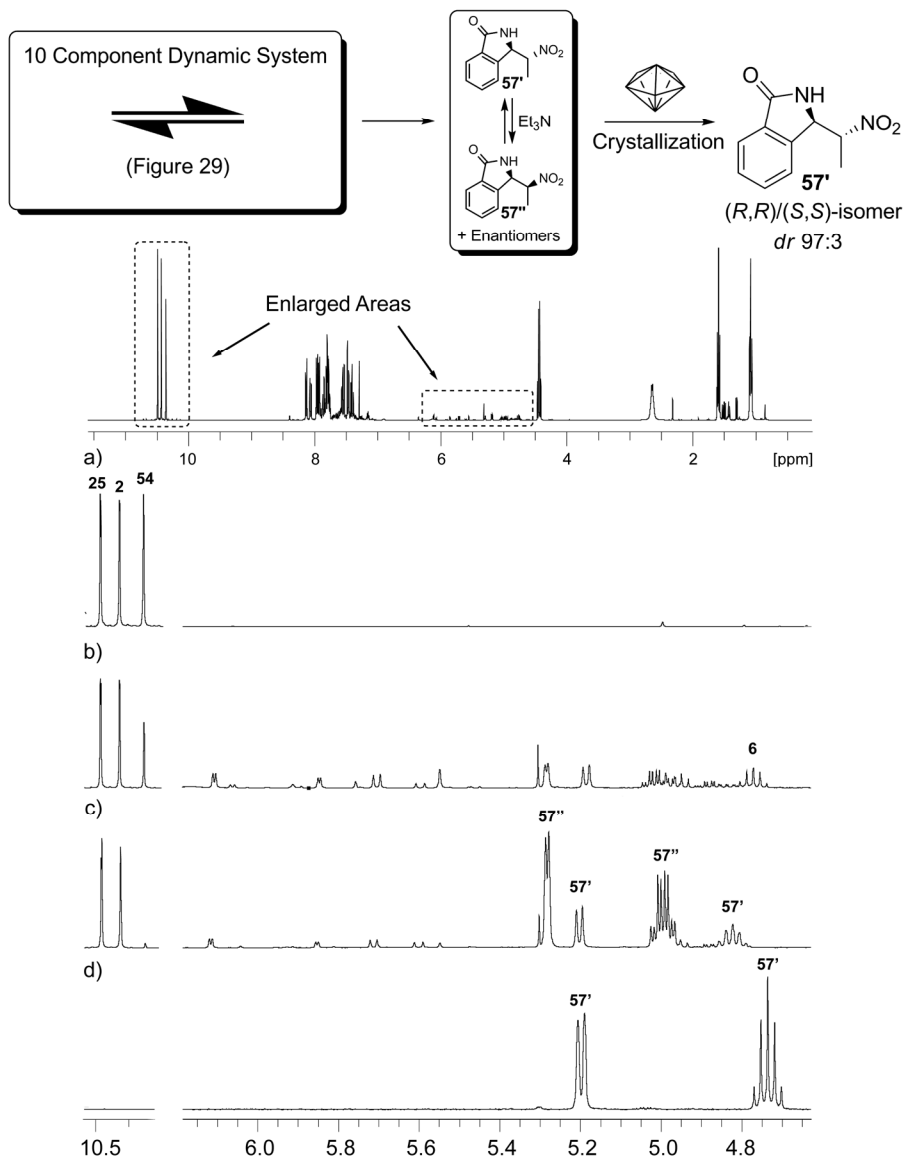 10 Component Dynamic System
(Figure 29)
O
NH
NO2
57'
Et3N
O
NH
NO2
57"
+ Enantiomers
Crystallization
O
NH
NO2
57'
(R,R)/(S,S)-isomer
dr 97:3
Enlarged Areas
10 8 6 4 2 [ppm]
a)
25 2 54
b)
6
c)
57'' 57' 57'' 57'
d)
57' 57'
10.5 6.0 5.8 5.6 5.4 5.2 5.0 4.8